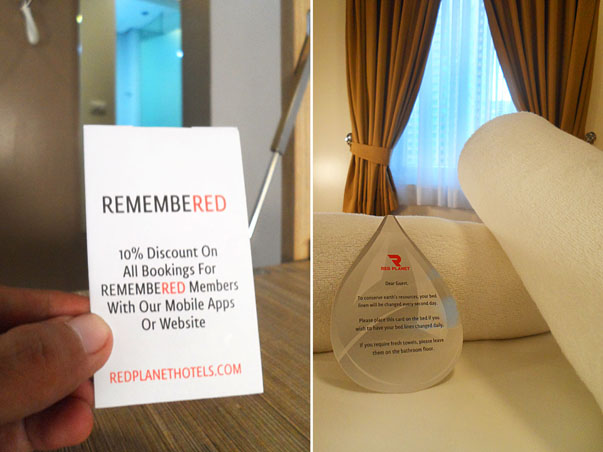 REMEMBERED
10% Discount On
All Bookings For
REMEMBERED Members
With Our Mobile Apps
Or Website
REDPLANETHOTELS.COM
RED PLANET
Dear Guest,
To conserve earth's resources, your bed
linen will be changed every second day.
Please place this card on the bed if you
wish to have your bed linen changed daily.
If you require fresh towels, please leave
them on the bathroom floor.